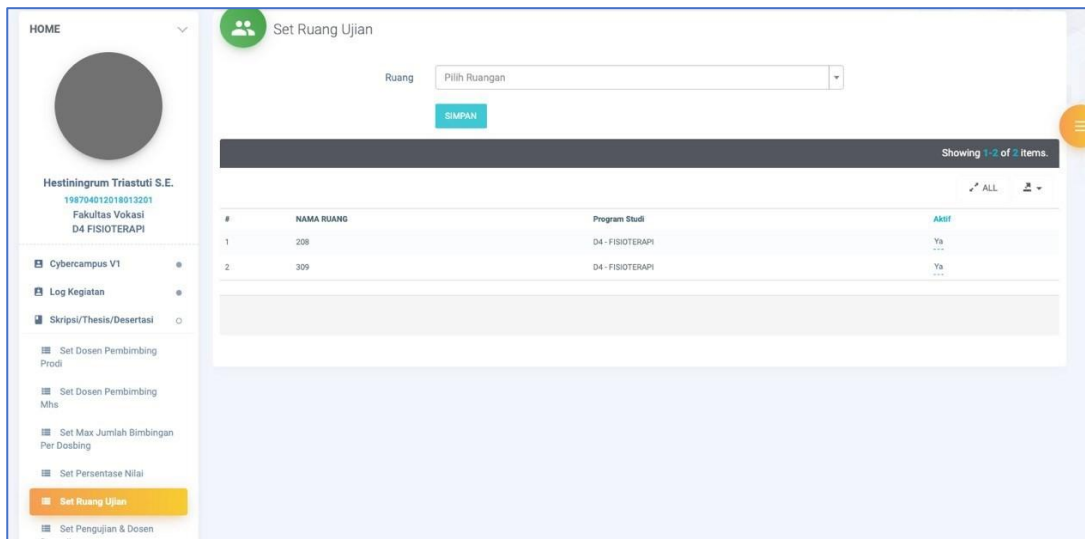 HOME
Hestiningrum Triastuti S.E.
198704012018013201
Fakultas Vokasi
D4 FISIOTERAPI
Cybercampus V1
Log Kegiatan
Skripsi/Thesis/Desertasi
Set Dosen Pembimbing
Prodi
Set Dosen Pembimbing
Mhs
Set Max Jumlah Bimbingan
Per Dosbing
Set Persentase Nilai
Set Ruang Ujian
Set Pengujian & Dosen
Set Ruang Ujian
Ruang Pilih Ruangan
SIMPAN
Showing 1-2 of 2 items.
ALL
# NAMA RUANG Program Studi Aktif
1 208 D4 - FISIOTERAPI Ya
2 309 D4 - FISIOTERAPI Ya